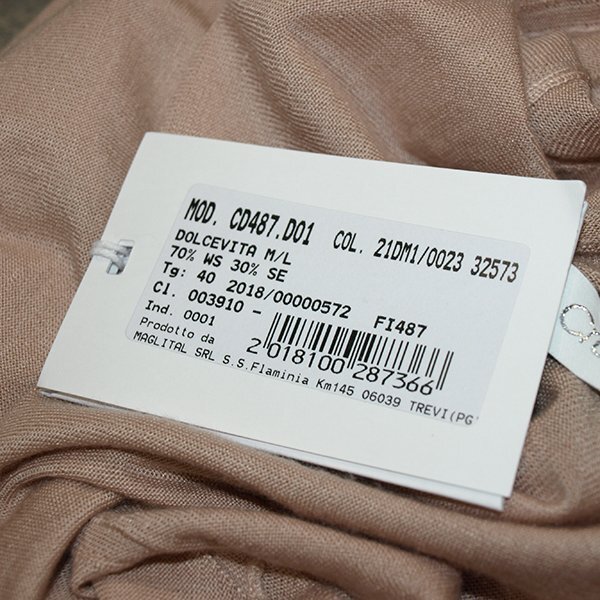 MOD. CD487.D01 COL. 21DM1/0023 32573
DOLCEVITA M/L
70% WS 30% SE
Tg: 40 2018/00000572 FI487
Cl. 003910 -
Ind. 0001
2 018100 287366
Prodotto da
MAGLITAL SRL S.S.Flaminia Km145 06039 TREVI(PG